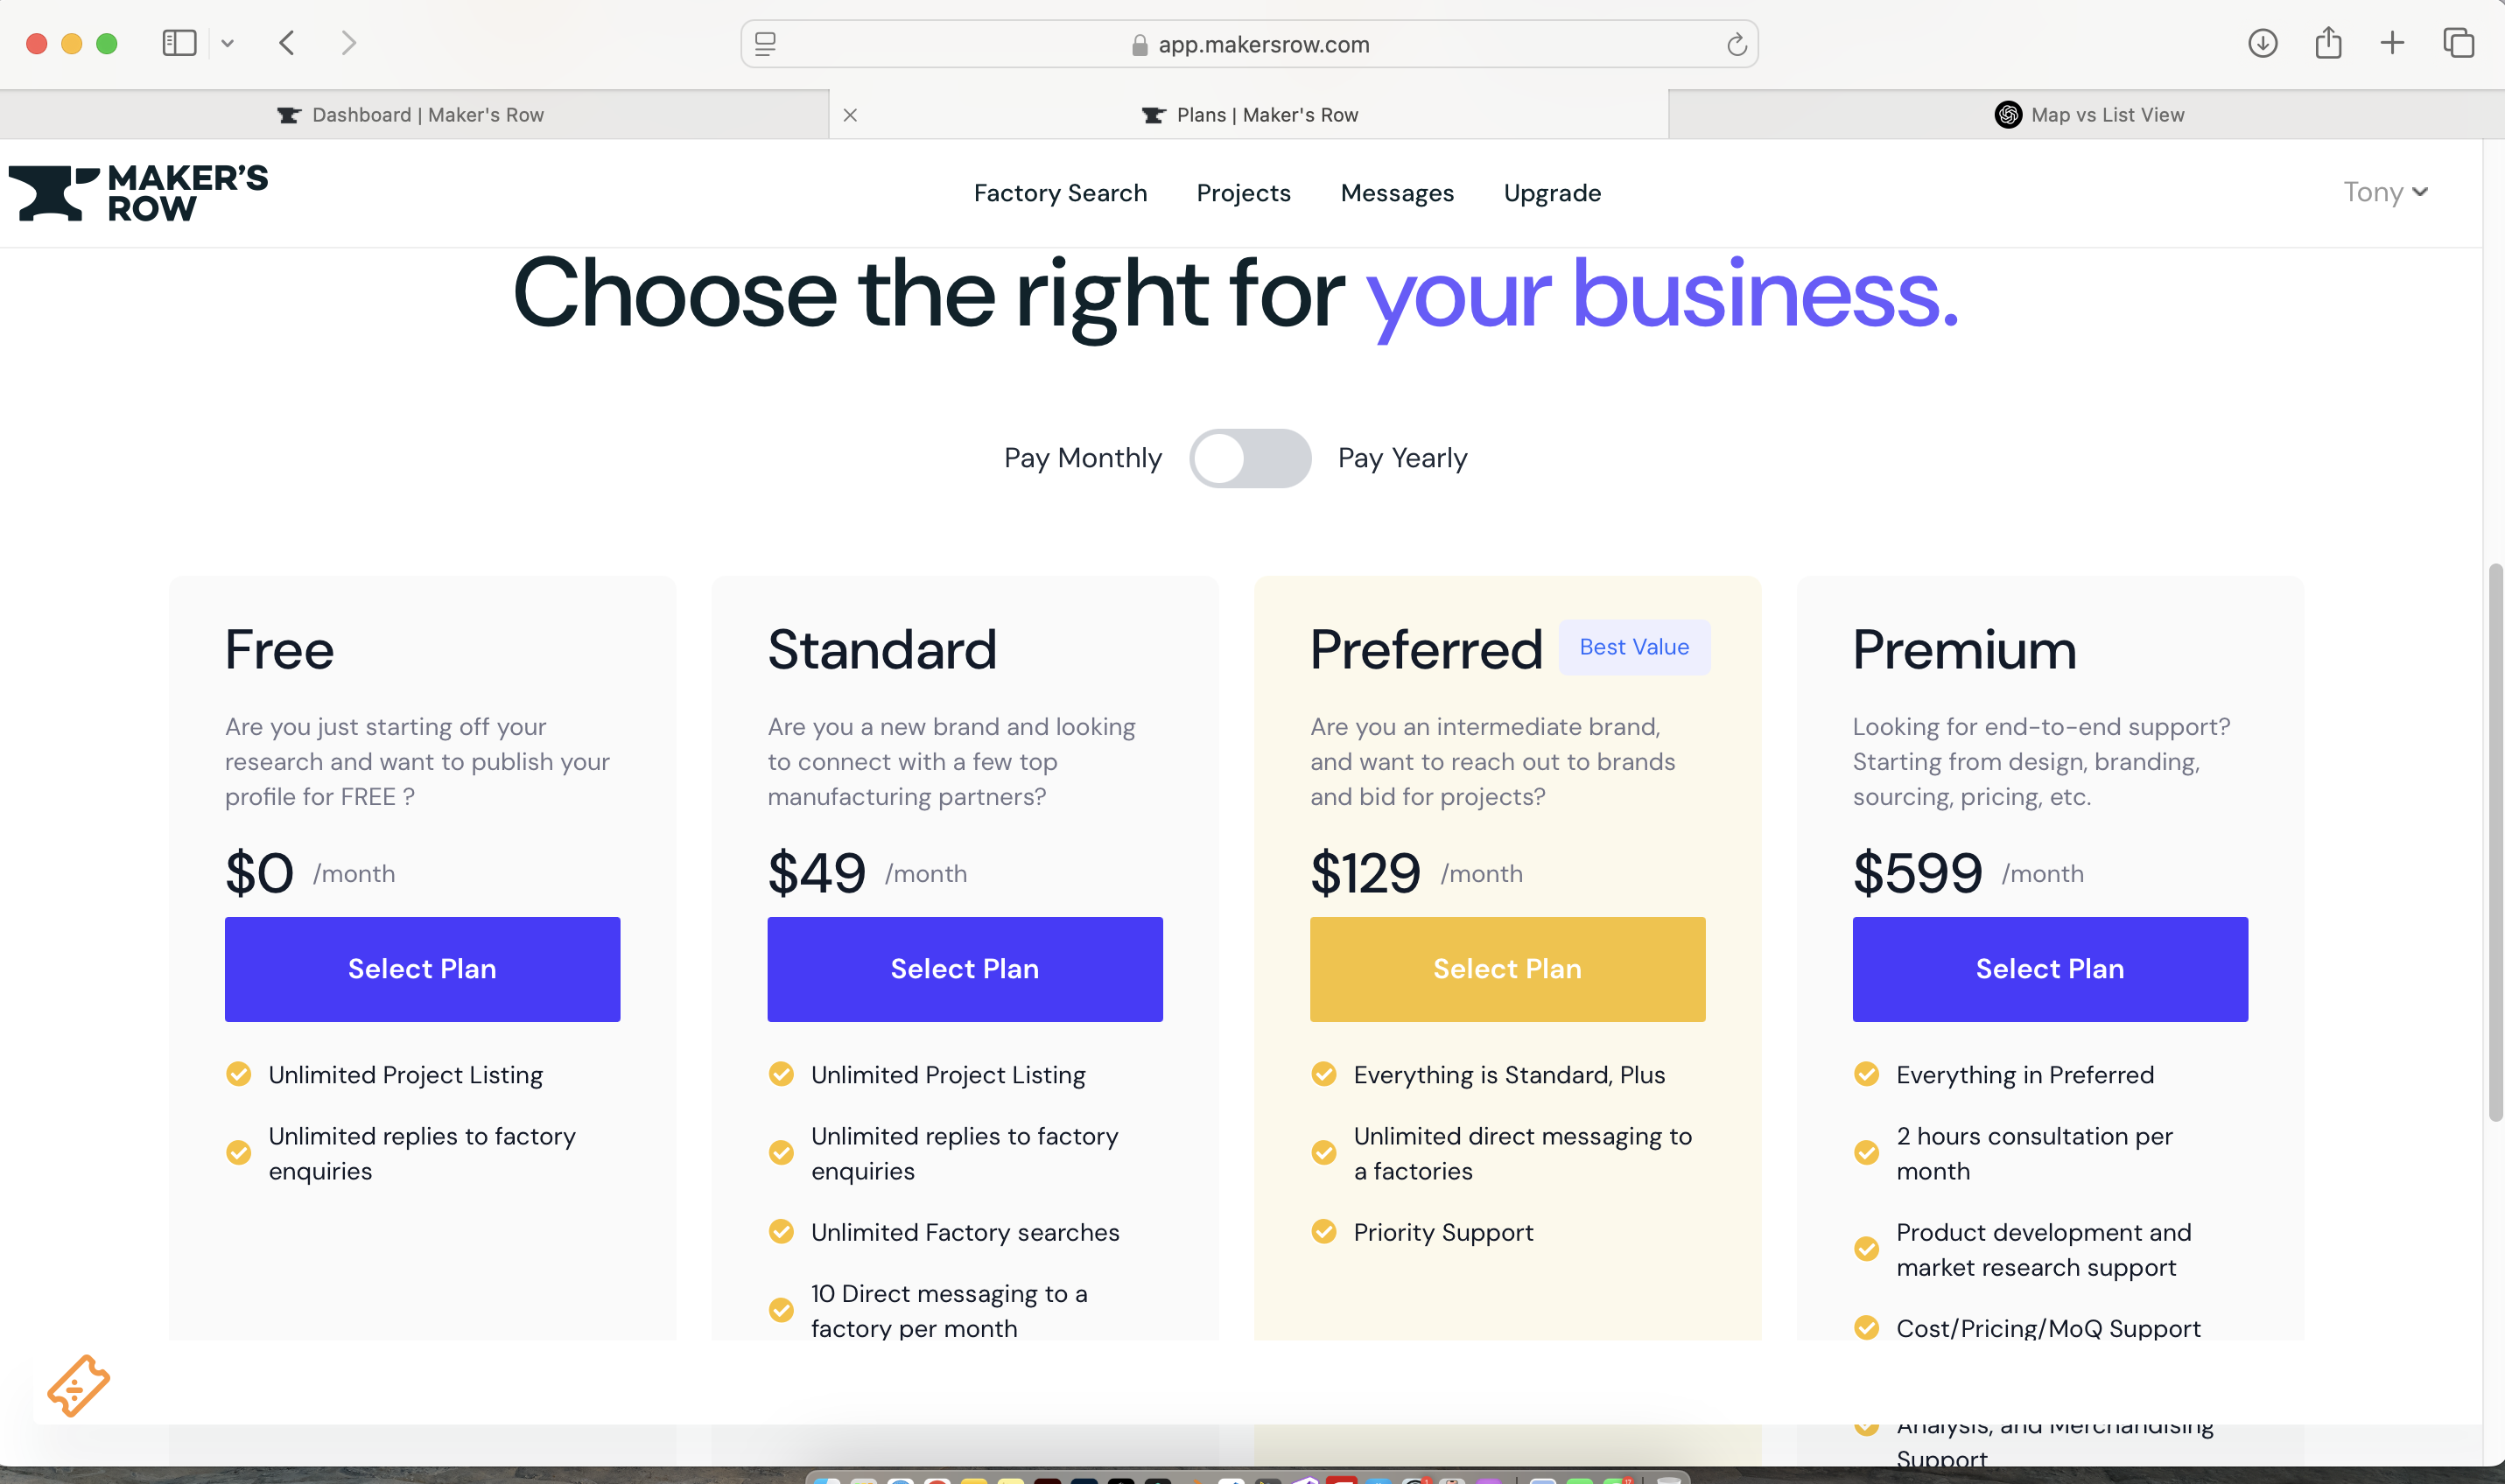 app.makersrow.com
Dashboard | Maker's Row
Plans | Maker's Row
Map vs List View
MAKER'S
ROW
Factory Search
Projects
Messages
Upgrade
Tony
Choose the right for your business.
Pay Monthly
Pay Yearly
Free
Are you just starting off your
research and want to publish your
profile for FREE ?
$0 /month
Select Plan
Unlimited Project Listing
Unlimited replies to factory
enquiries
Standard
Are you a new brand and looking
to connect with a few top
manufacturing partners?
$49 /month
Select Plan
Unlimited Project Listing
Unlimited replies to factory
enquiries
Unlimited Factory searches
10 Direct messaging to a
factory per month
Preferred
Best Value
Are you an intermediate brand,
and want to reach out to brands
and bid for projects?
$129 /month
Select Plan
Everything is Standard, Plus
Unlimited direct messaging to
a factories
Priority Support
Premium
Looking for end-to-end support?
Starting from design, branding,
sourcing, pricing, etc.
$599 /month
Select Plan
Everything in Preferred
2 hours consultation per
month
Product development and
market research support
Cost/Pricing/MoQ Support
Analysis, and Merchandising
Support